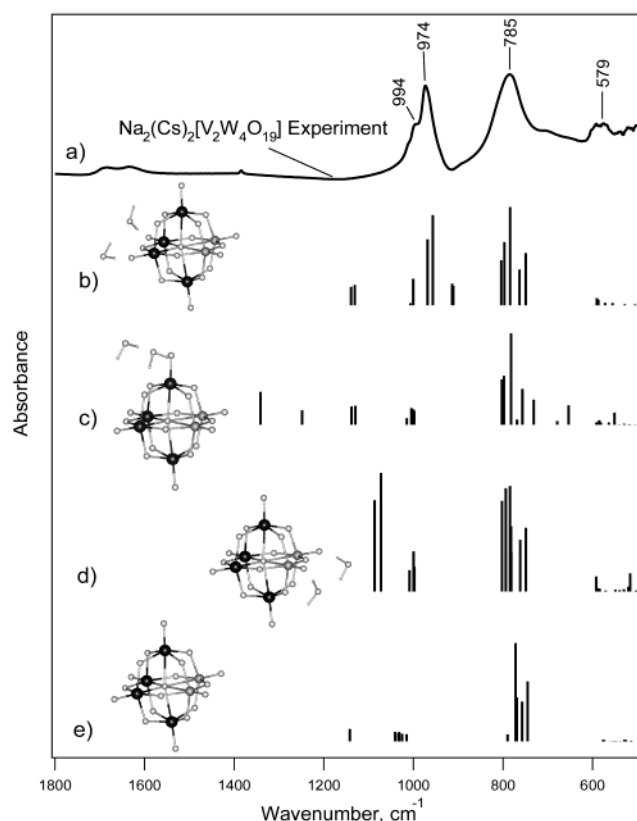 974
785
994
579
Na₂(Cs)₂[V₂W₄O₁₉] Experiment
a)
b)
c)
d)
e)
Absorbance
1800 1600 1400 1200 1000 800 600
Wavenumber, cm⁻¹